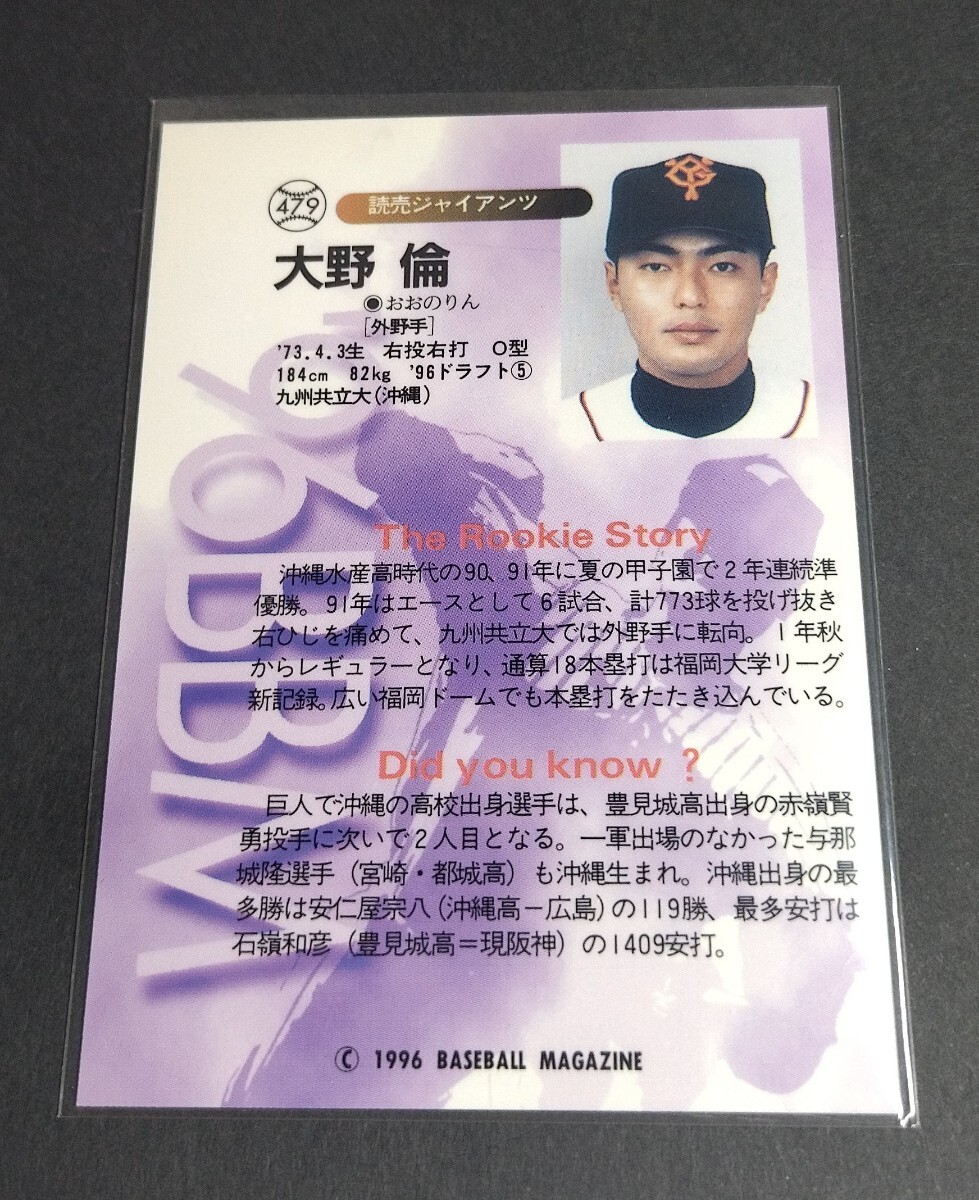 479
読売ジャイアンツ
大野 倫
◉おおのりん
[外野手]
'73.4.3生 右投右打 O型
184cm 82kg '96ドラフト⑤
九州共立大(沖縄)
'96BBM
The Rookie Story
沖縄水産高時代の90、91年に夏の甲子園で2年連続準
優勝。91年はエースとして6試合、計773球を投げ抜き
右ひじを痛めて、九州共立大では外野手に転向。1年秋
からレギュラーとなり、通算18本塁打は福岡大学リーグ
新記録。広い福岡ドームでも本塁打をたたき込んでいる。
Did you know ?
巨人で沖縄の高校出身選手は、豊見城高出身の赤嶺賢
勇投手に次いで2人目となる。一軍出場のなかった与那
城隆選手(宮崎・都城高)も沖縄生まれ。沖縄出身の最
多勝は安仁屋宗八(沖縄高－広島)の119勝、最多安打は
石嶺和彦(豊見城高＝現阪神)の1409安打。
© 1996 BASEBALL MAGAZINE